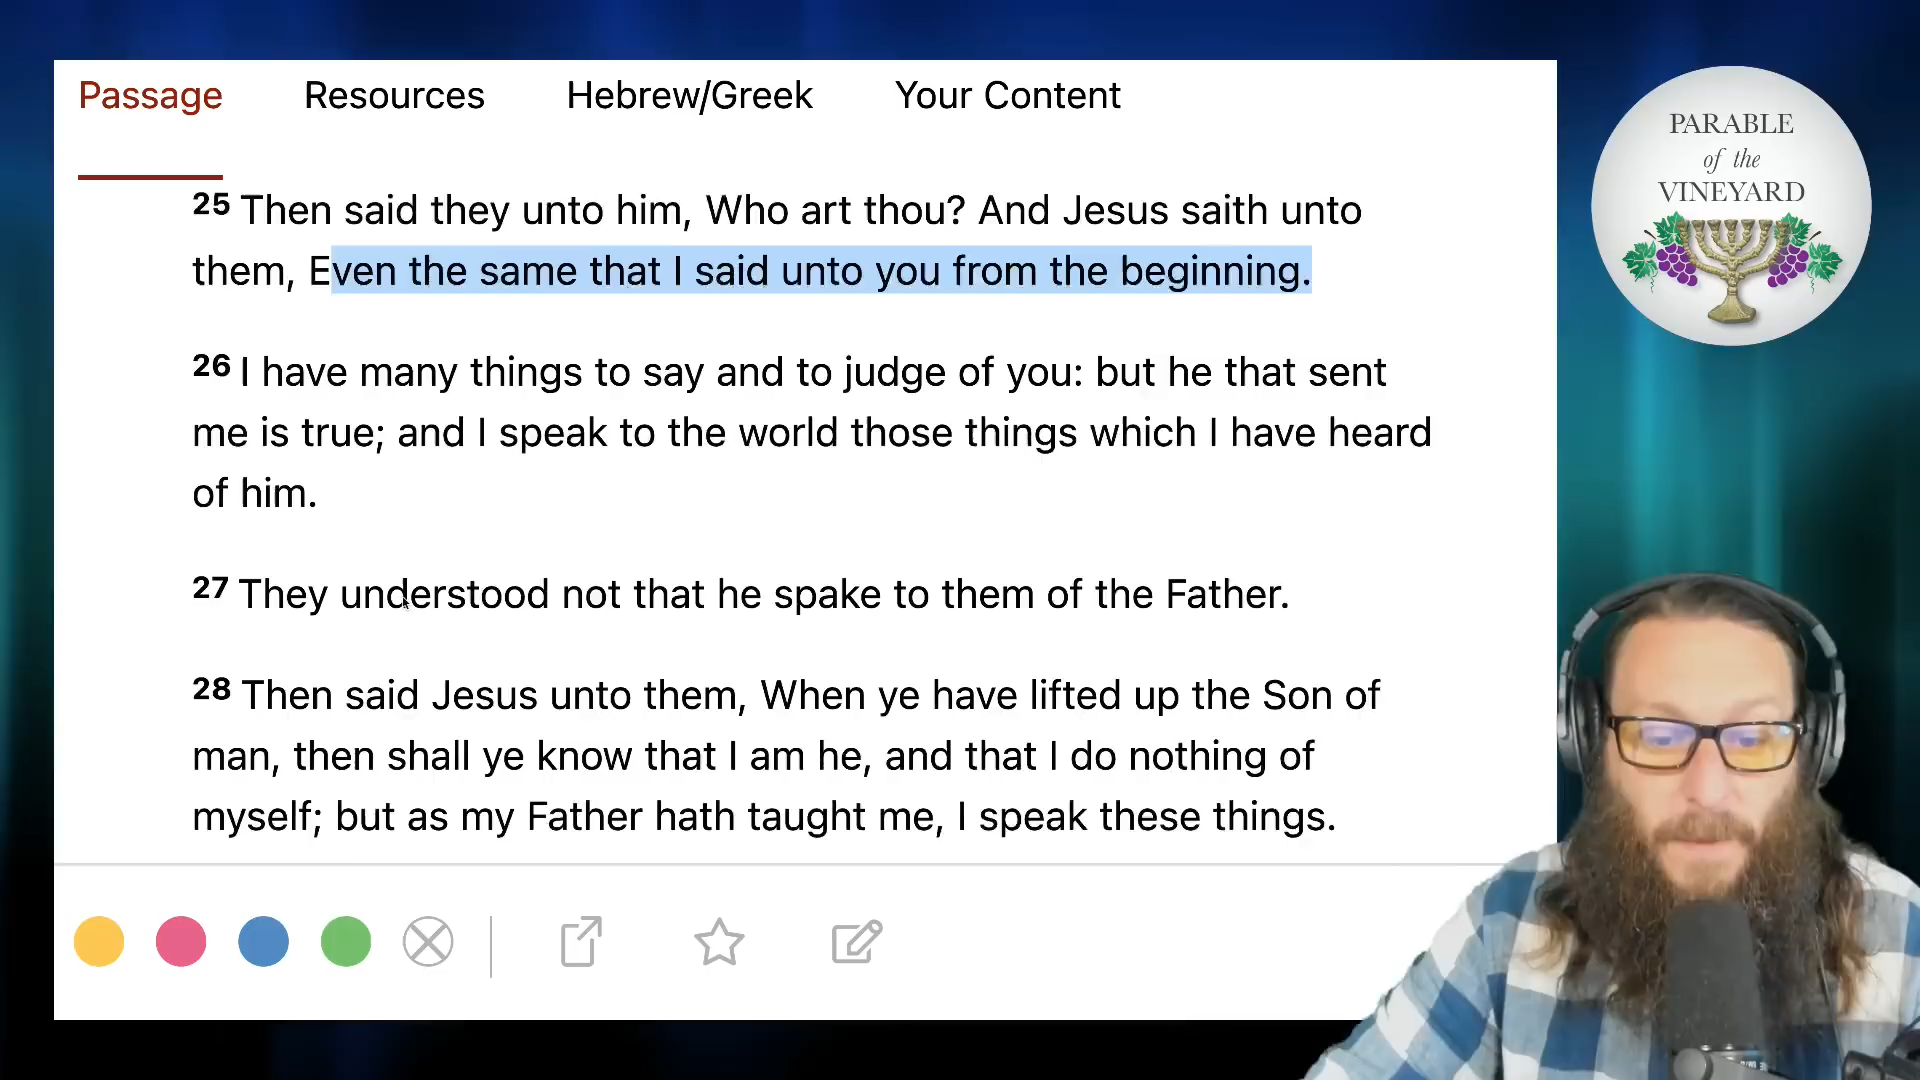 Passage Resources Hebrew/Greek Your Content
PARABLE
of the
VINEYARD
25 Then said they unto him, Who art thou? And Jesus saith unto
them, Even the same that I said unto you from the beginning.
26 I have many things to say and to judge of you: but he that sent
me is true; and I speak to the world those things which I have heard
of him.
27 They understood not that he spake to them of the Father.
28 Then said Jesus unto them, When ye have lifted up the Son of
man, then shall ye know that I am he, and that I do nothing of
myself; but as my Father hath taught me, I speak these things.